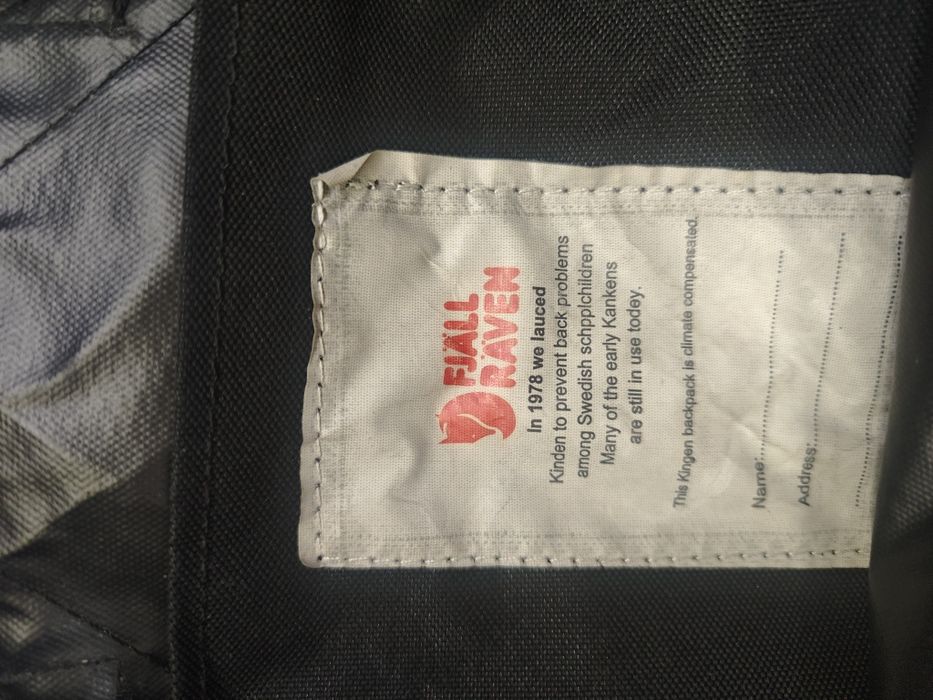 FJÄLL
RÄVEN
In 1978 we lauced
Kinden to prevent back problems
among Swedish schpplchildren
Many of the early Kankens
are still in use todey.
This Kingen backpack is climate compensated.
Name:
Address: